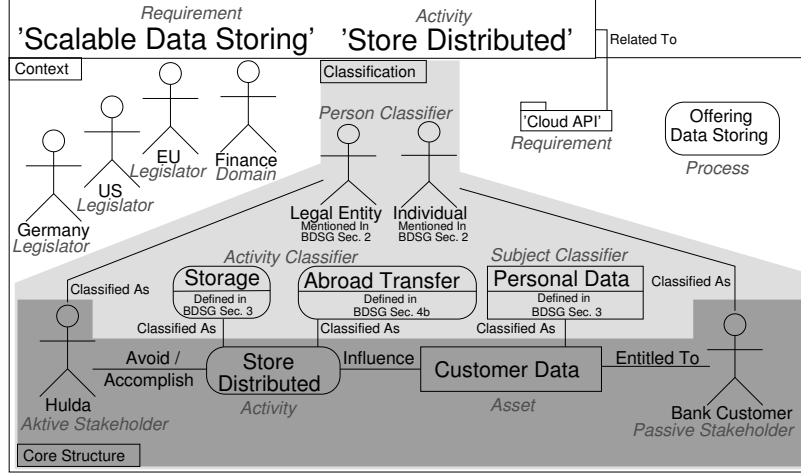 Requirement
Activity
'Scalable Data Storing'
'Store Distributed'
Related To
Context
Classification
Person Classifier
'Cloud API'
Requirement
Offering
Data Storing
Process
EU
Legislator
Finance
Domain
US
Legislator
Germany
Legislator
Legal Entity
Mentioned In
BDSG Sec. 2
Individual
Mentioned In
BDSG Sec. 2
Activity Classifier
Subject Classifier
Classified As
Storage
Defined in
BDSG Sec. 3
Abroad Transfer
Defined in
BDSG Sec. 4b
Personal Data
Defined in
BDSG Sec. 3
Classified As
Classified As
Classified As
Classified As
Avoid /
Accomplish
Store
Distributed
Influence
Customer Data
Entitled To
Hulda
Aktive Stakeholder
Activity
Asset
Bank Customer
Passive Stakeholder
Core Structure